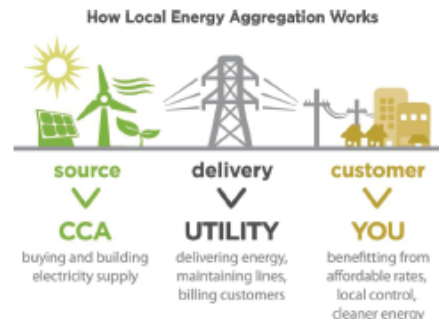 How Local Energy Aggregation Works
source
CCA
buying and building
electricity supply
delivery
UTILITY
delivering energy,
maintaining lines,
billing customers
customer
YOU
benefitting from
affordable rates,
local control,
cleaner energy